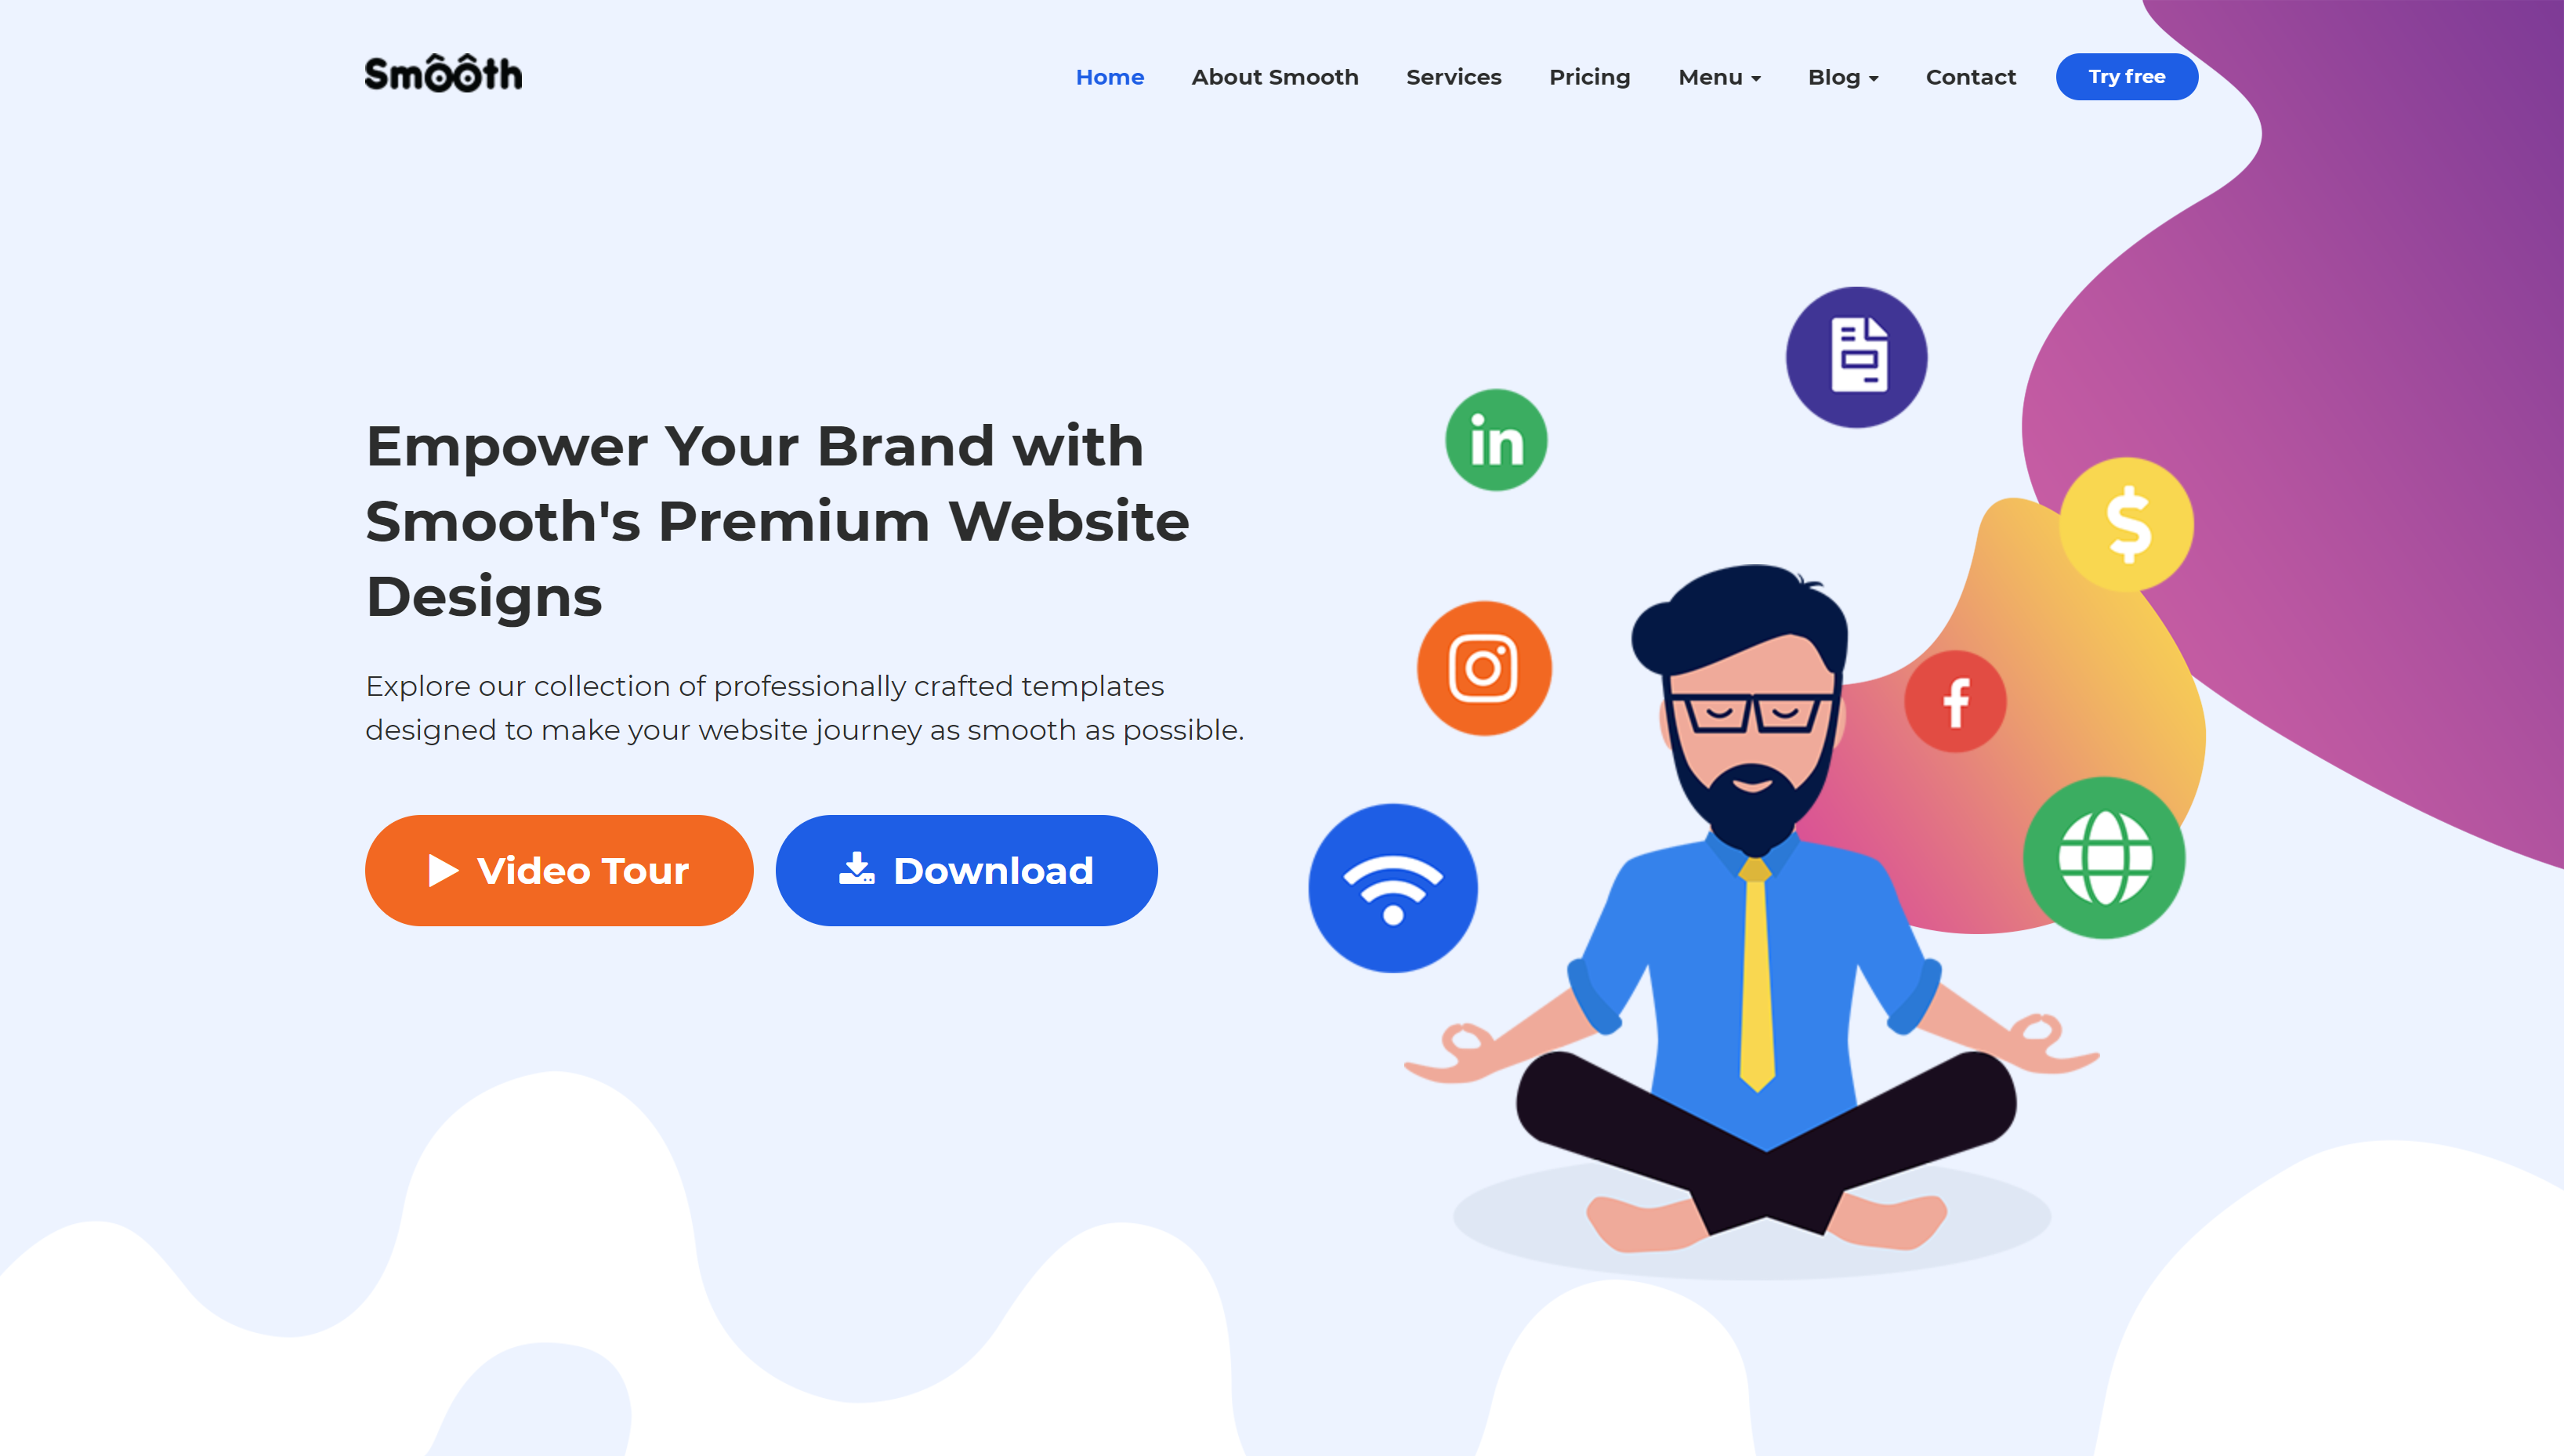 Smôôth
Home About Smooth Services Pricing Menu Blog Contact Try free
Empower Your Brand with
Smooth's Premium Website
Designs
Explore our collection of professionally crafted templates
designed to make your website journey as smooth as possible.
Video Tour Download
in
$
f